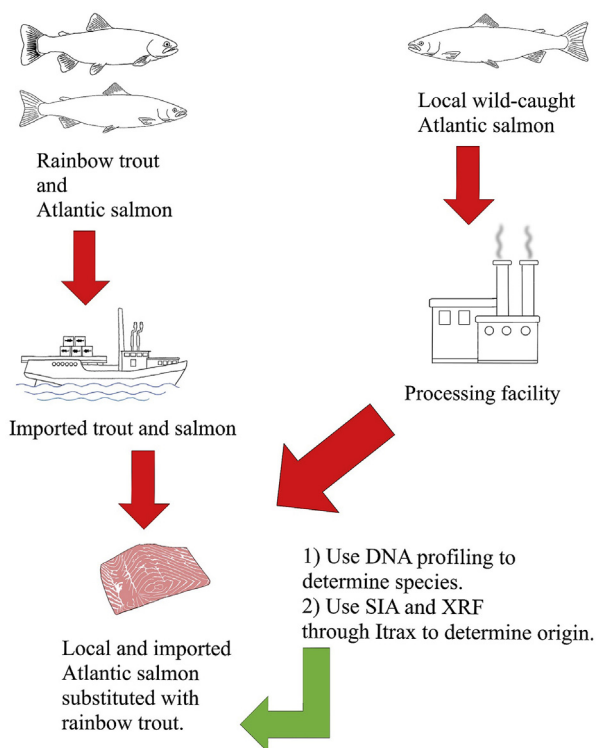 Rainbow trout
and
Atlantic salmon
Local wild-caught
Atlantic salmon
Processing facility
Imported trout and salmon
Local and imported
Atlantic salmon
substituted with
rainbow trout.
1) Use DNA profiling to
determine species.
2) Use SIA and XRF
through Itrax to determine origin.